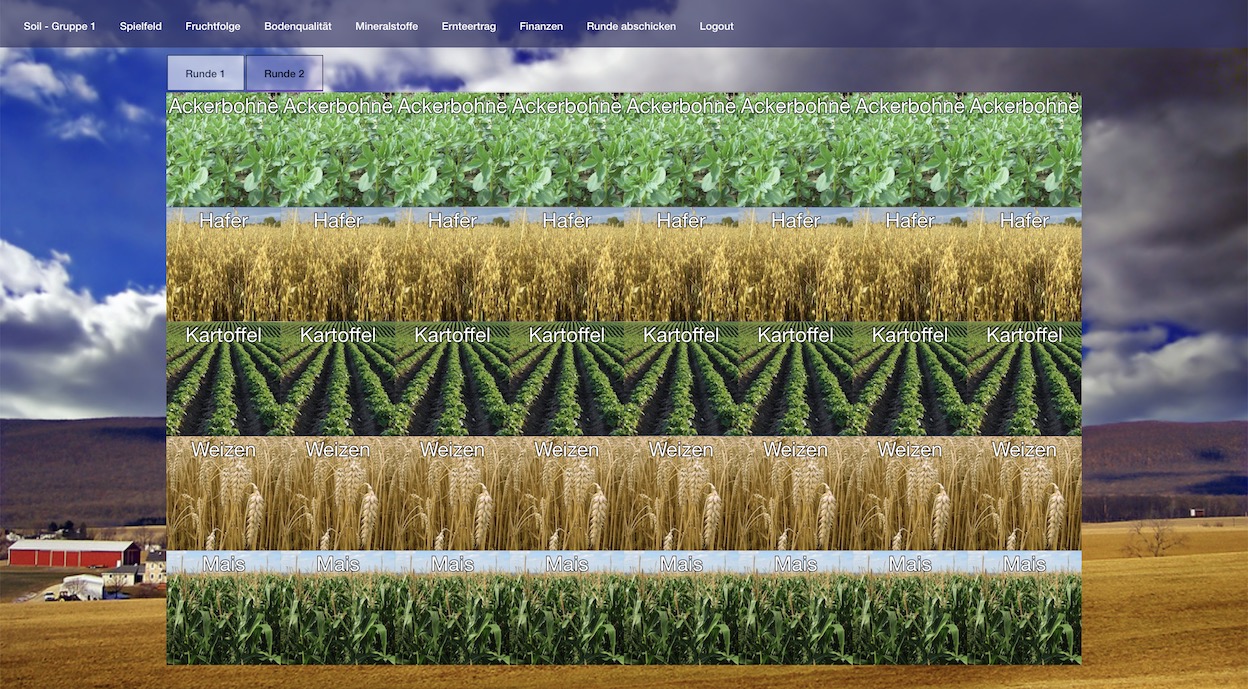 Soil - Gruppe 1 Spielfeld Fruchtfolge Bodenqualität Mineralstoffe Ernteertrag Finanzen Runde abschicken Logout
Runde 1 Runde 2
Ackerbohne Ackerbohne Ackerbohne Ackerbohne Ackerbohne Ackerbohne Ackerbohne Ackerbohne
Hafer Hafer Hafer Hafer Hafer Hafer Hafer Hafer
Kartoffel Kartoffel Kartoffel Kartoffel Kartoffel Kartoffel Kartoffel Kartoffel
Weizen Weizen Weizen Weizen Weizen Weizen Weizen Weizen
Mais Mais Mais Mais Mais Mais Mais Mais